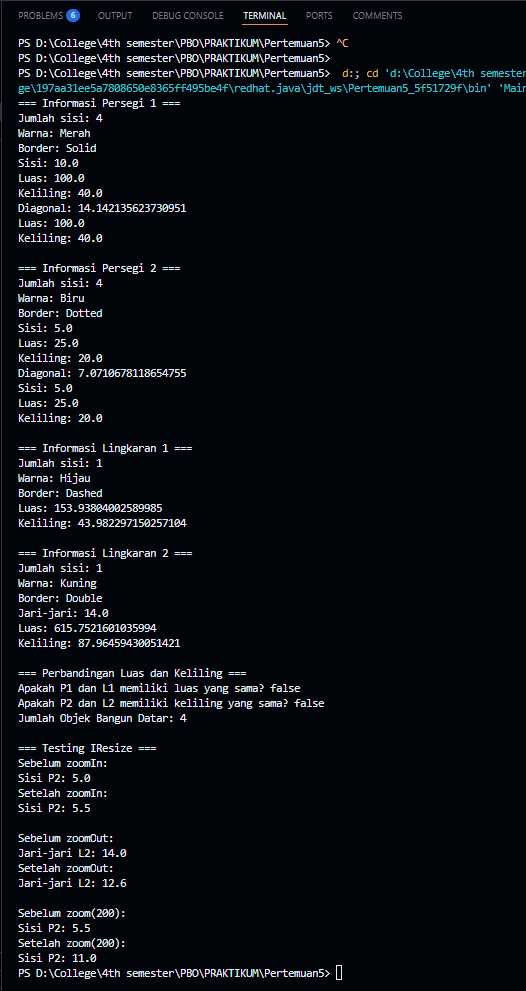 PROBLEMS 6 OUTPUT DEBUG CONSOLE TERMINAL PORTS COMMENTS
PS D:\College\4th semester\PBO\PRAKTIKUM\Pertemuan5> ^C
PS D:\College\4th semester\PBO\PRAKTIKUM\Pertemuan5>
PS D:\College\4th semester\PBO\PRAKTIKUM\Pertemuan5>  d:; cd 'd:\College\4th semester
ge\197aa31ee5a7808650e8365ff495be4f\redhat.java\jdt_ws\Pertemuan5_5f51729f\bin' 'Main
=== Informasi Persegi 1 ===
Jumlah sisi: 4
Warna: Merah
Border: Solid
Sisi: 10.0
Luas: 100.0
Keliling: 40.0
Diagonal: 14.142135623730951
Luas: 100.0
Keliling: 40.0

=== Informasi Persegi 2 ===
Jumlah sisi: 4
Warna: Biru
Border: Dotted
Sisi: 5.0
Luas: 25.0
Keliling: 20.0
Diagonal: 7.0710678118654755
Sisi: 5.0
Luas: 25.0
Keliling: 20.0

=== Informasi Lingkaran 1 ===
Jumlah sisi: 1
Warna: Hijau
Border: Dashed
Luas: 153.93804002589985
Keliling: 43.982297150257104

=== Informasi Lingkaran 2 ===
Jumlah sisi: 1
Warna: Kuning
Border: Double
Jari-jari: 14.0
Luas: 615.7521601035994
Keliling: 87.96459430051421

=== Perbandingan Luas dan Keliling ===
Apakah P1 dan L1 memiliki luas yang sama? false
Apakah P2 dan L2 memiliki keliling yang sama? false
Jumlah Objek Bangun Datar: 4

=== Testing IResize ===
Sebelum zoomIn:
Sisi P2: 5.0
Setelah zoomIn:
Sisi P2: 5.5

Sebelum zoomOut:
Jari-jari L2: 14.0
Setelah zoomOut:
Jari-jari L2: 12.6

Sebelum zoom(200):
Sisi P2: 5.5
Setelah zoom(200):
Sisi P2: 11.0
PS D:\College\4th semester\PBO\PRAKTIKUM\Pertemuan5>